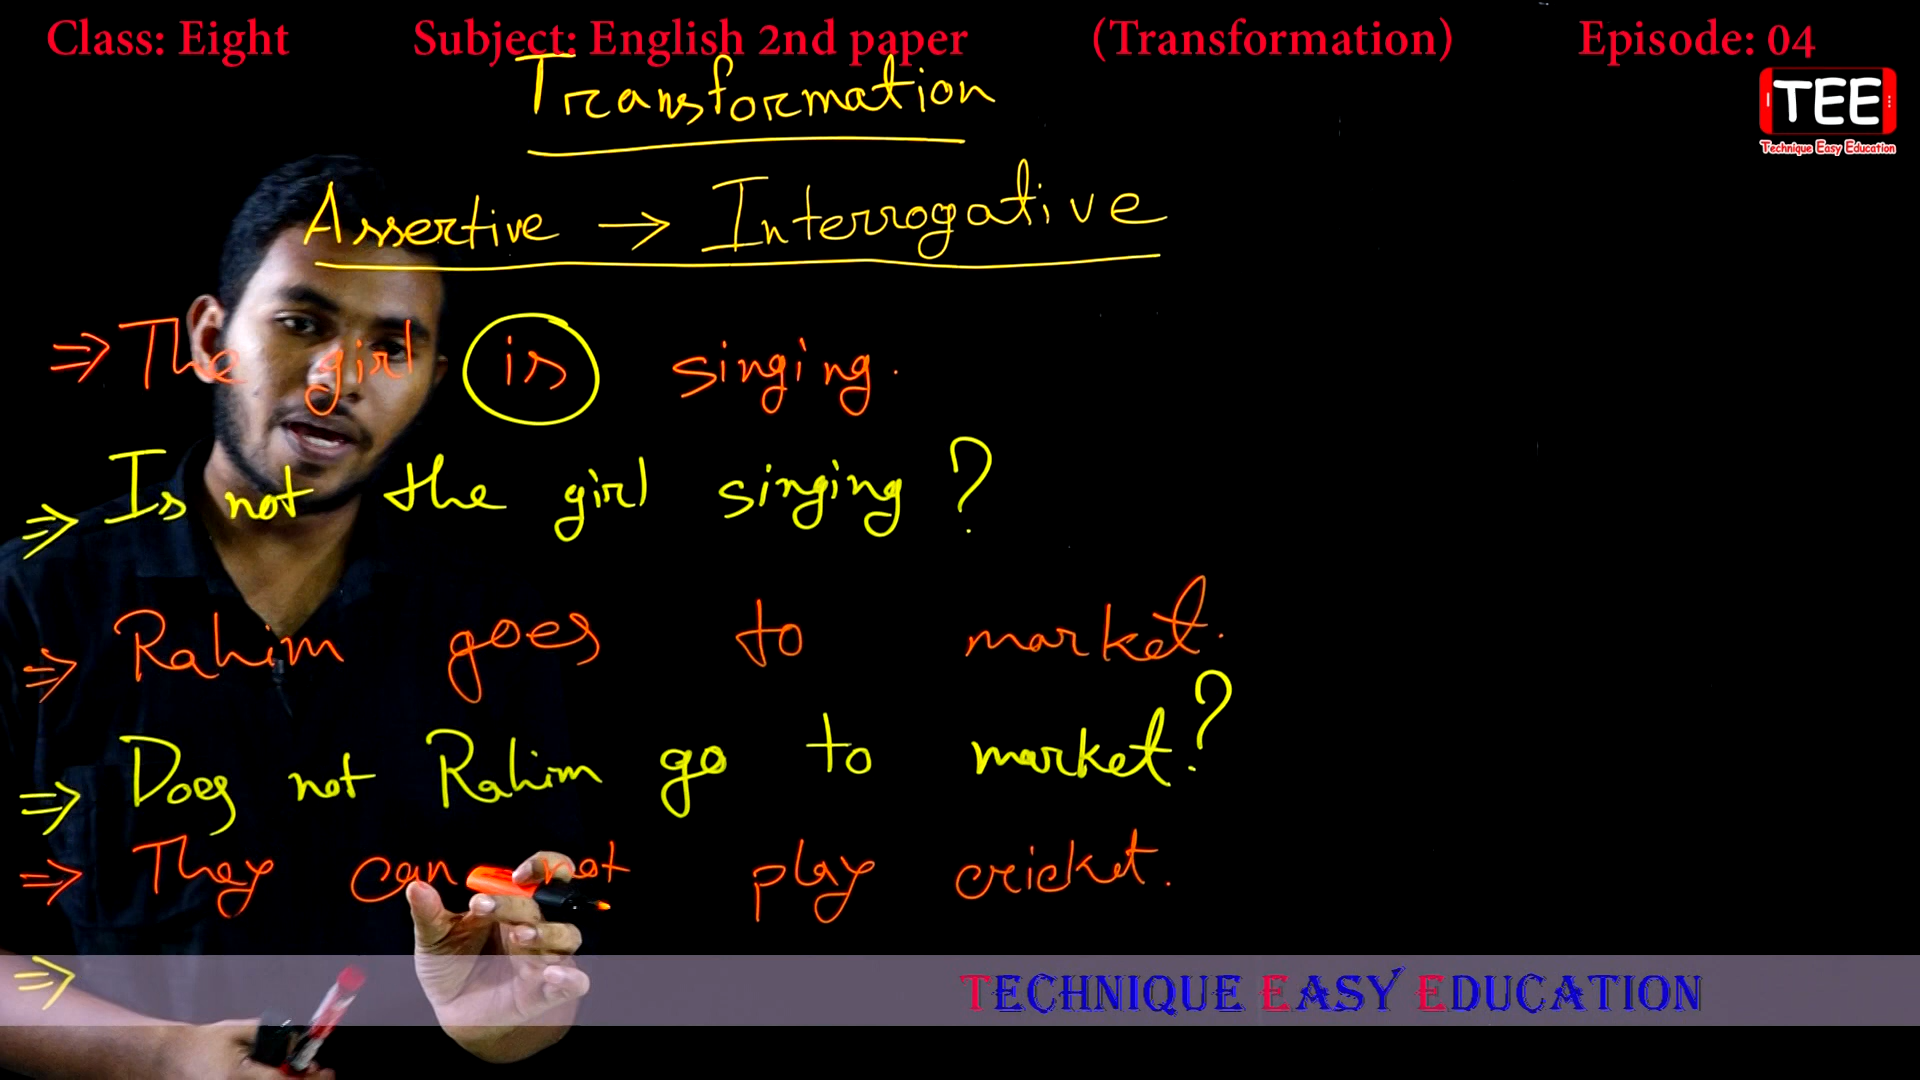 Class: Eight Subject: English 2nd paper (Transformation) Episode: 04
TEE
Technique Easy Education
Transformation
Assertive → Interrogative
⇒ The girl is singing.
⇒ Is not the girl singing?
⇒ Rahim goes to market.
⇒ Does not Rahim go to market?
⇒ They can not play cricket.
⇒
TECHNIQUE EASY EDUCATION